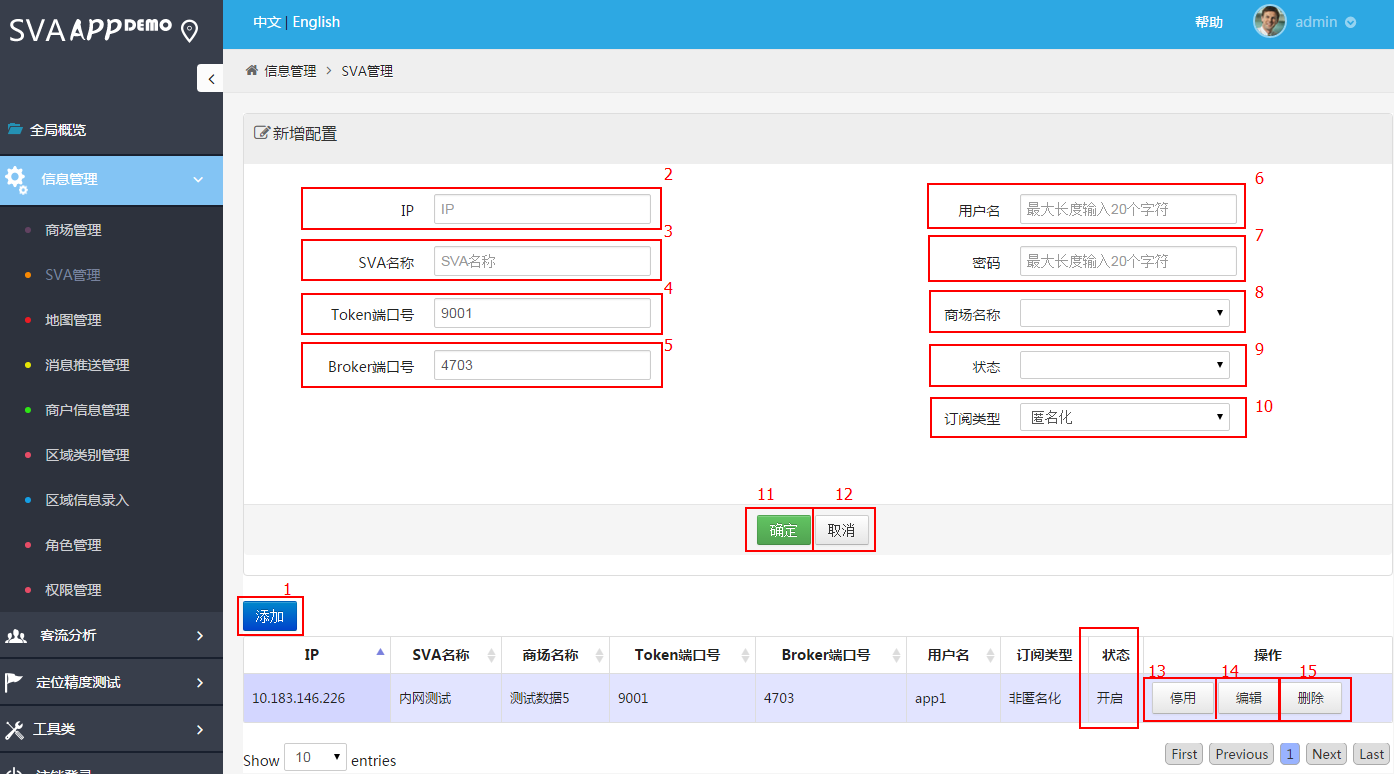 SVA APP DEMO
中文 | English
帮助
admin
信息管理 > SVA管理
全局概览
信息管理
商场管理
SVA管理
地图管理
消息推送管理
商户信息管理
区域类别管理
区域信息录入
角色管理
权限管理
客流分析
定位精度测试
工具类
注销登录
新增配置
2
IP IP
3
SVA名称 SVA名称
4
Token端口号 9001
5
Broker端口号 4703
6
用户名 最大长度输入20个字符
7
密码 最大长度输入20个字符
8
商场名称
9
状态
10
订阅类型 匿名化
11 12
确定 取消
1
添加
IP SVA名称 商场名称 Token端口号 Broker端口号 用户名 订阅类型 状态 操作
13 14 15
10.183.146.226 内网测试 测试数据5 9001 4703 app1 非匿名化 开启 停用 编辑 删除
Show 10 entries
First Previous 1 Next Last